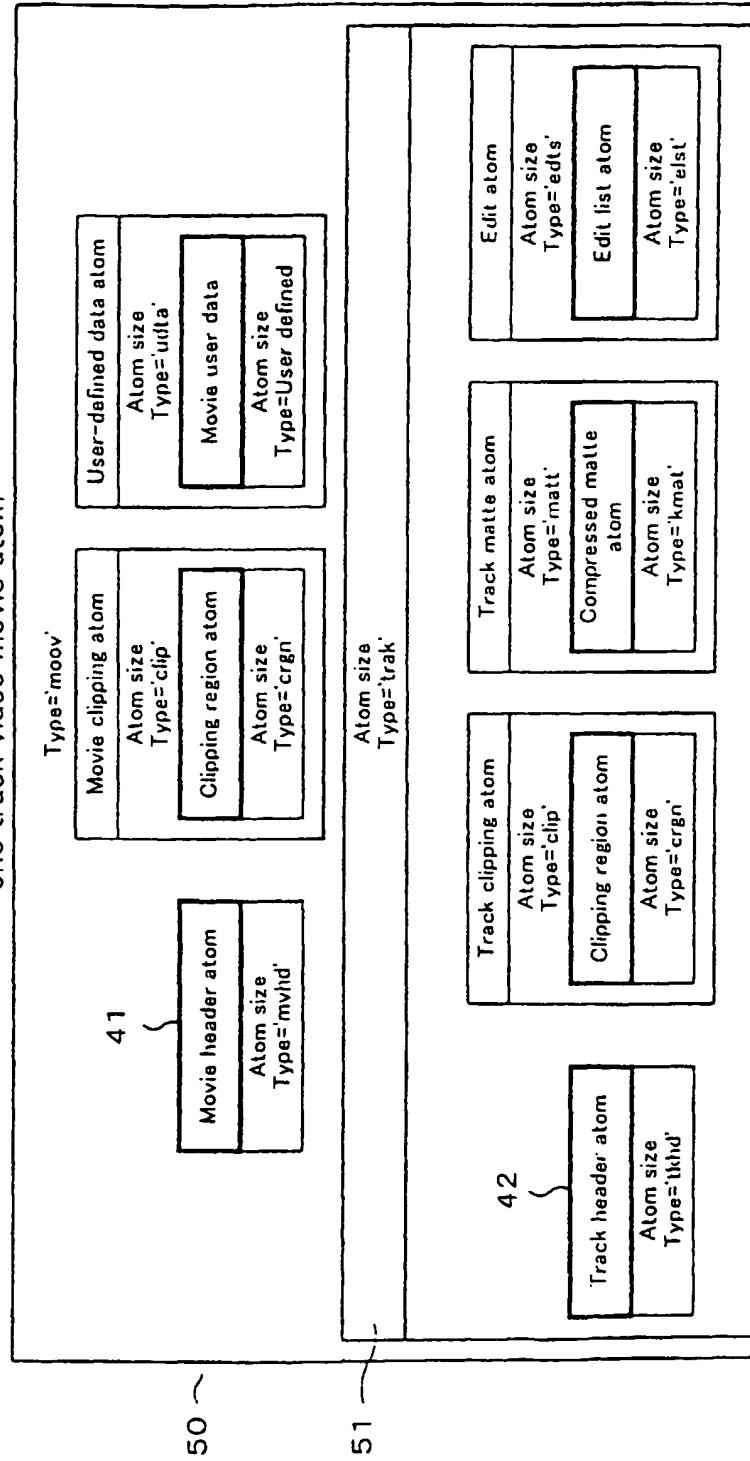 one track video movie atom
50
Type='moov'
41
Movie header atom
Atom size
Type='mvhd'
Movie clipping atom
Atom size
Type='clip'
Clipping region atom
Atom size
Type='crgn'
User-defined data atom
Atom size
Type='udta'
Movie user data
Atom size
Type=User defined
51
Atom size
Type='trak'
42
Track header atom
Atom size
Type='tkhd'
Track clipping atom
Atom size
Type='clip'
Clipping region atom
Atom size
Type='crgn'
Track matte atom
Atom size
Type='matt'
Compressed matte
atom
Atom size
Type='kmat'
Edit atom
Atom size
Type='edts'
Edit list atom
Atom size
Type='elst'